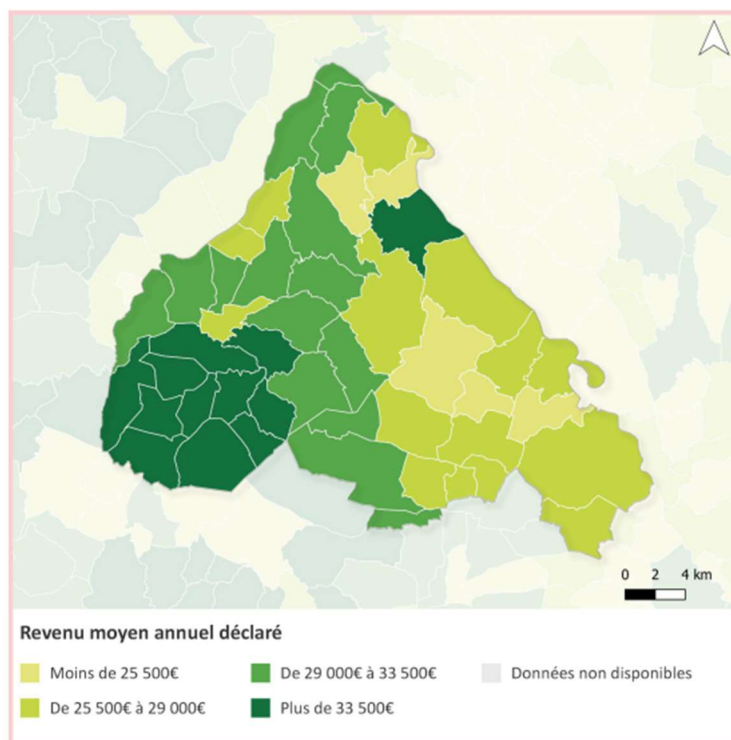 0 2 4 km
Revenu moyen annuel déclaré
Moins de 25 500€
De 29 000€ à 33 500€
Données non disponibles
De 25 500€ à 29 000€
Plus de 33 500€